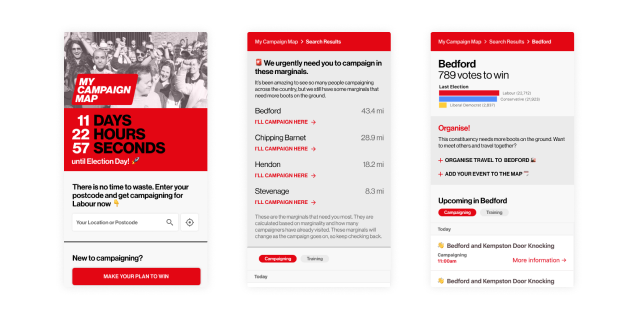 MY
CAMPAIGN
MAP
11 DAYS
22 HOURS
57 SECONDS
until Election Day! 🚀
There is no time to waste. Enter your
postcode and get campaigning for
Labour now 👇
Your Location or Postcode
New to campaigning?
MAKE YOUR PLAN TO WIN
My Campaign Map > Search Results
🚨 We urgently need you to campaign in
these marginals.
It's been amazing to see so many people campaigning
across the country, but we still have some marginals that
need more boots on the ground.
Bedford 43.4 mi
I'LL CAMPAIGN HERE →
Chipping Barnet 28.9 mi
I'LL CAMPAIGN HERE →
Hendon 18.2 mi
I'LL CAMPAIGN HERE →
Stevenage 8.3 mi
I'LL CAMPAIGN HERE →
These are the marginals that need you most. They are
calculated based on marginality and how many
campaigners have already visited. These marginals will
change as the campaign goes on, so keep checking back.
Campaigning Training
Today
My Campaign Map > Search Results > Bedford
Bedford
789 votes to win
Last Election
Labour
Conservative
Liberal Democrat
Organise!
This constituency needs more boots on the ground. Want
to meet others and travel together?
+ ORGANISE TRAVEL TO BEDFORD
+ ADD YOUR EVENT TO THE MAP
Upcoming in Bedford
Campaigning Training
Today
👋 Bedford and Kempston Door Knocking
Campaigning
11:00am More information →
👋 Bedford and Kempston Door Knocking